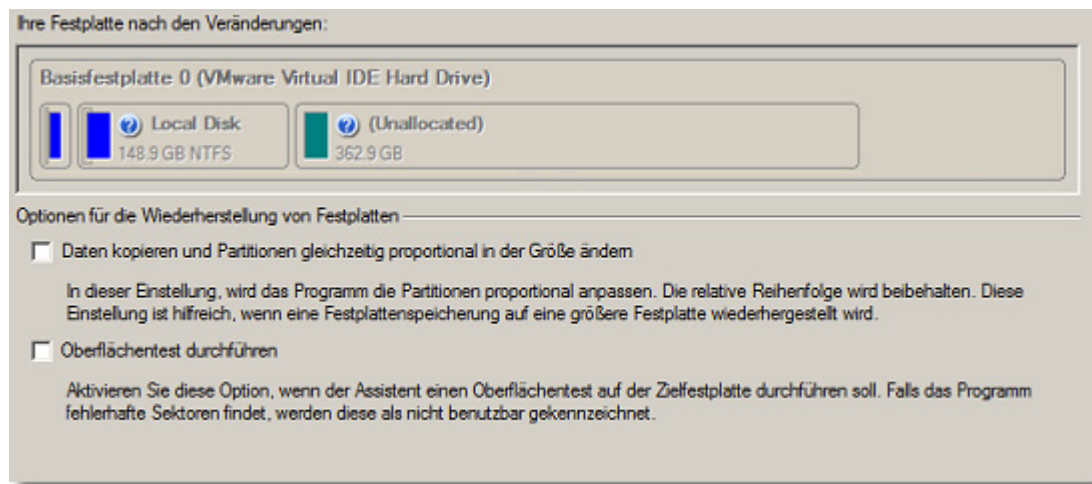 Ihre Festplatte nach den Veränderungen:
Basisfestplatte 0 (VMware Virtual IDE Hard Drive)
Local Disk
148.9 GB NTFS
(Unallocated)
362.9 GB
Optionen für die Wiederherstellung von Festplatten
Daten kopieren und Partitionen gleichzeitig proportional in der Größe ändern
In dieser Einstellung, wird das Programm die Partitionen proportional anpassen. Die relative Reihenfolge wird beibehalten. Diese
Einstellung ist hilfreich, wenn eine Festplattenspeicherung auf eine größere Festplatte wiederhergestellt wird.
Oberflächentest durchführen
Aktivieren Sie diese Option, wenn der Assistent einen Oberflächentest auf der Zielfestplatte durchführen soll. Falls das Programm
fehlerhafte Sektoren findet, werden diese als nicht benutzbar gekennzeichnet.